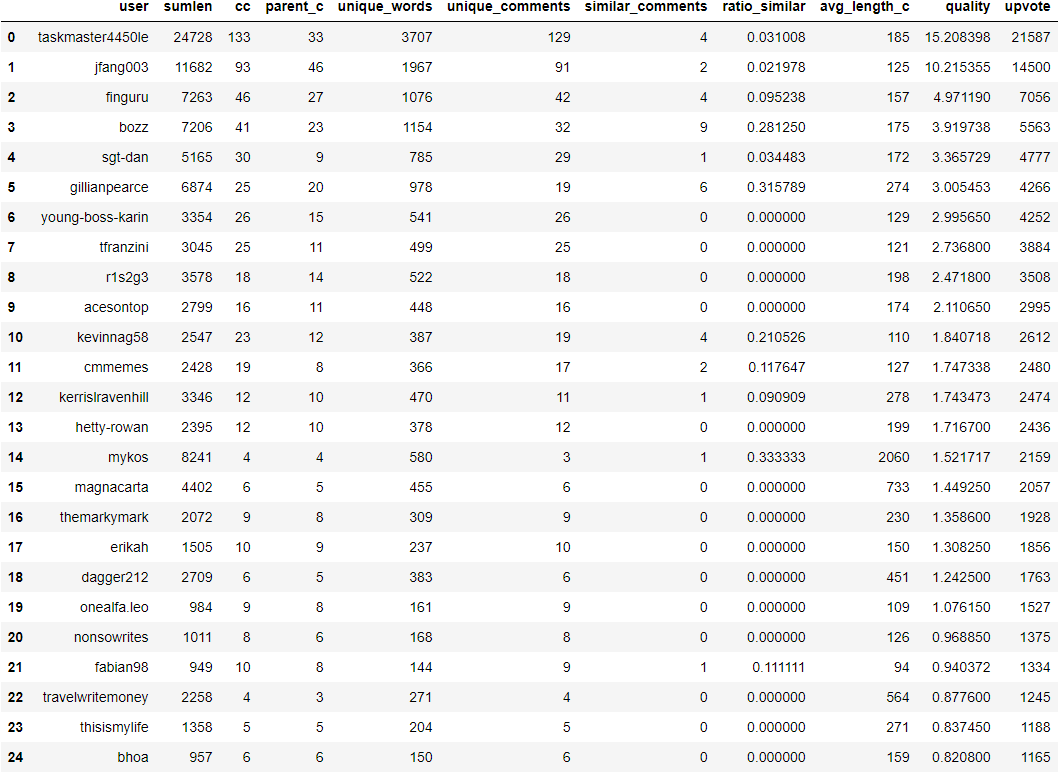 user sumlen cc parent_c unique_words unique_comments similar_comments ratio_similar avg_length_c quality upvote
0 taskmaster4450le 24728 133 33 3707 129 4 0.031008 185 15.208398 21587
1 jfang003 11682 93 46 1967 91 2 0.021978 125 10.215355 14500
2 finguru 7263 46 27 1076 42 4 0.095238 157 4.971190 7056
3 bozz 7206 41 23 1154 32 9 0.281250 175 3.919738 5563
4 sgt-dan 5165 30 9 785 29 1 0.034483 172 3.365729 4777
5 gillianpearce 6874 25 20 978 19 6 0.315789 274 3.005453 4266
6 young-boss-karin 3354 26 15 541 26 0 0.000000 129 2.995650 4252
7 tfranzini 3045 25 11 499 25 0 0.000000 121 2.736800 3884
8 r1s2g3 3578 18 14 522 18 0 0.000000 198 2.471800 3508
9 acesontop 2799 16 11 448 16 0 0.000000 174 2.110650 2995
10 kevinnag58 2547 23 12 387 19 4 0.210526 110 1.840718 2612
11 cmmemes 2428 19 8 366 17 2 0.117647 127 1.747338 2480
12 kerrislravenhill 3346 12 10 470 11 1 0.090909 278 1.743473 2474
13 hetty-rowan 2395 12 10 378 12 0 0.000000 199 1.716700 2436
14 mykos 8241 4 4 580 3 1 0.333333 2060 1.521717 2159
15 magnacarta 4402 6 5 455 6 0 0.000000 733 1.449250 2057
16 themarkymark 2072 9 8 309 9 0 0.000000 230 1.358600 1928
17 erikah 1505 10 9 237 10 0 0.000000 150 1.308250 1856
18 dagger212 2709 6 5 383 6 0 0.000000 451 1.242500 1763
19 onealfa.leo 984 9 8 161 9 0 0.000000 109 1.076150 1527
20 nonsowrites 1011 8 6 168 8 0 0.000000 126 0.968850 1375
21 fabian98 949 10 8 144 9 1 0.111111 94 0.940372 1334
22 travelwritemoney 2258 4 3 271 4 0 0.000000 564 0.877600 1245
23 thisismylife 1358 5 5 204 5 0 0.000000 271 0.837450 1188
24 bhoa 957 6 6 150 6 0 0.000000 159 0.820800 1165